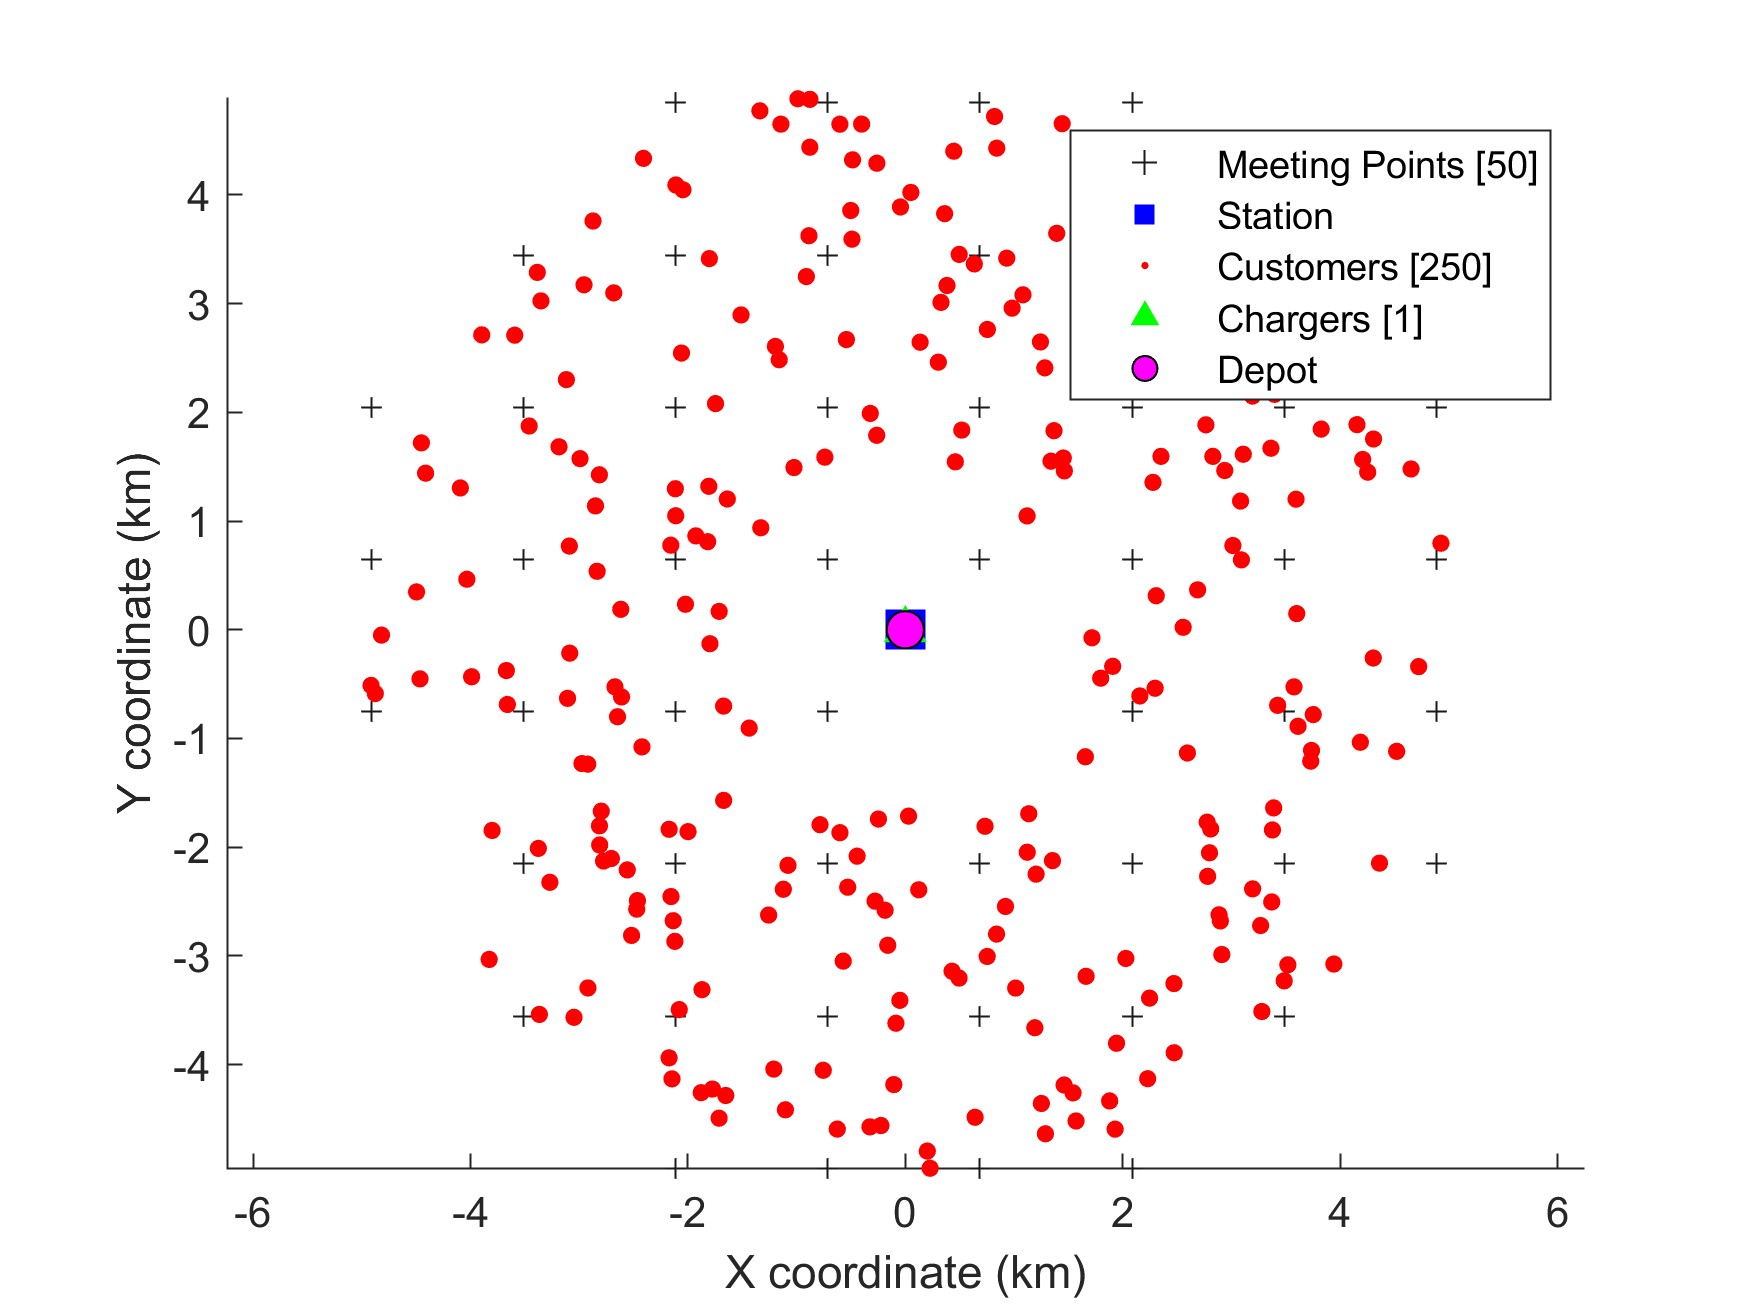 Meeting Points [50]
Station
Customers [250]
Chargers [1]
Depot
4
3
2
1
0
-1
-2
-3
-4
Y coordinate (km)
-6 -4 -2 0 2 4 6
X coordinate (km)